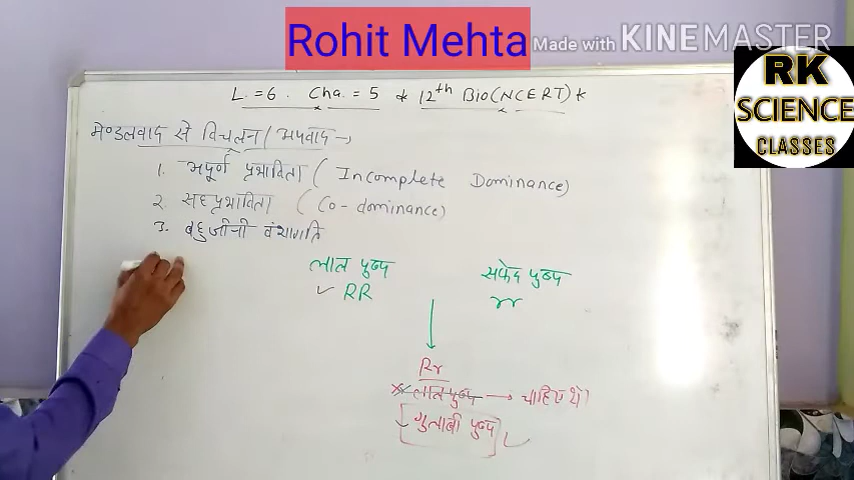 Rohit Mehta
Made with KINEMASTER
RK
SCIENCE
CLASSES
L.=6. Cha.=5 * 12th Bio(NCERT)*
मेण्डलवाद से विचलन/अपवाद→
1. अपूर्ण प्रभाविता (Incomplete Dominance)
2. सहप्रभाविता (Co-dominance)
3. बहुजीनी वंशागति
लाल पुष्प सफेद पुष्प
✓ RR rr
Rr
लाल पुष्प → चाहिए थे।
गुलाबी पुष्प